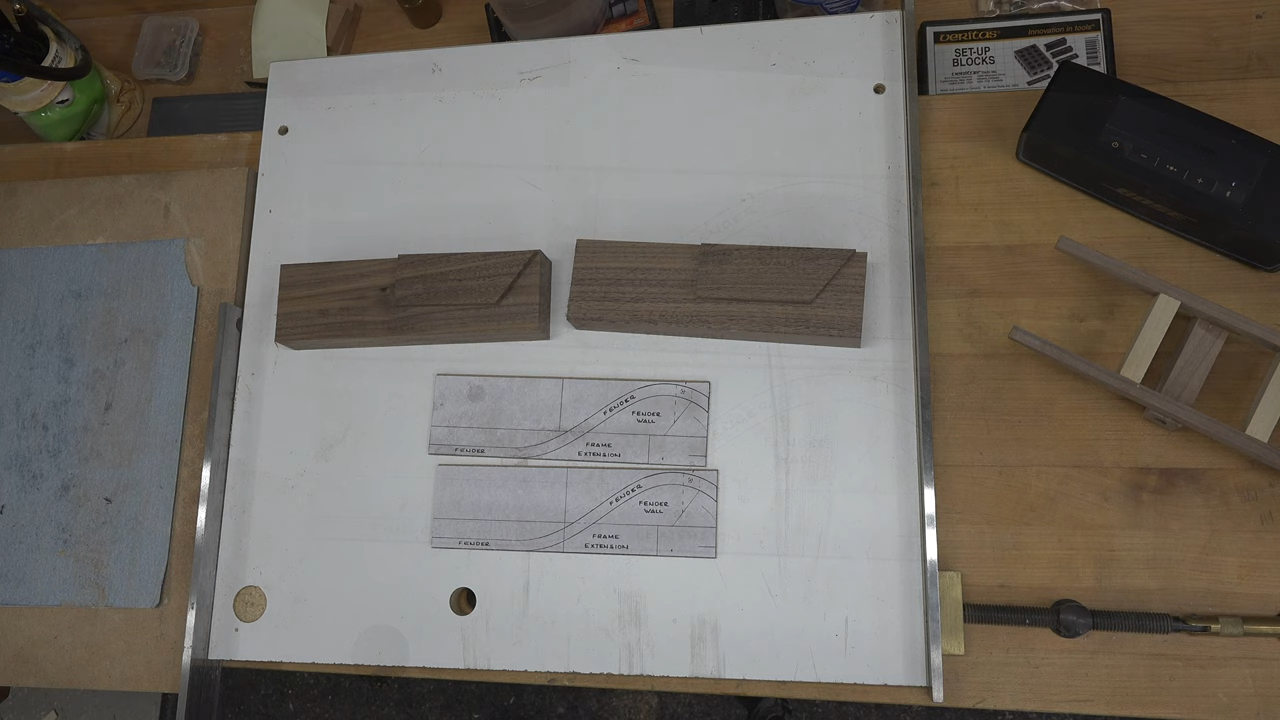 veritas Innovation in tools
SET-UP
BLOCKS
BOSE
FENDER
FENDER
WALL
FRAME
EXTENSION
FENDER
FENDER
FENDER
WALL
FRAME
EXTENSION
FENDER